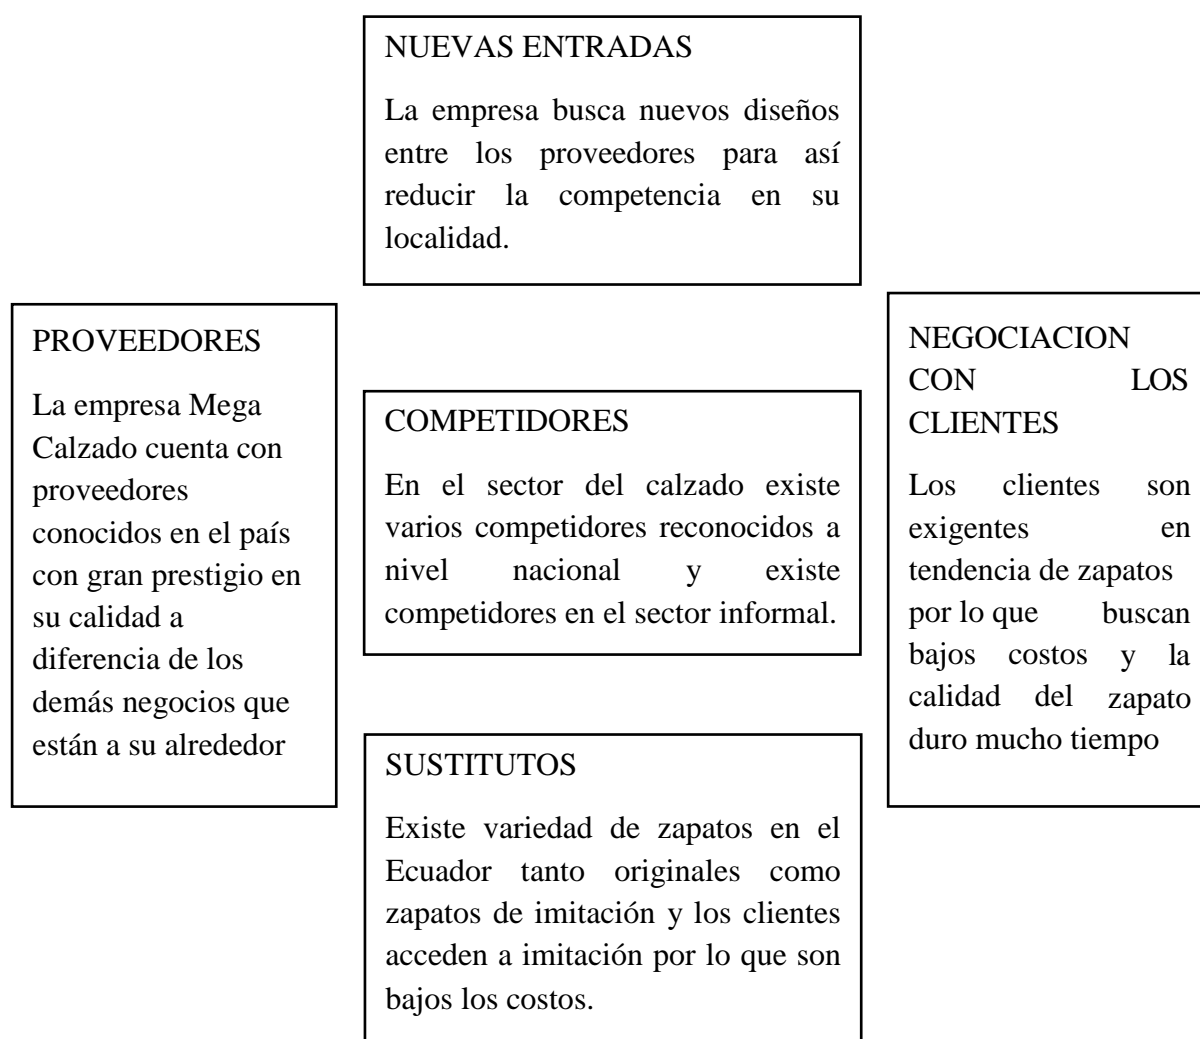 NUEVAS ENTRADAS
La empresa busca nuevos diseños
entre los proveedores para así
reducir la competencia en su
localidad.
PROVEEDORES
La empresa Mega
Calzado cuenta con
proveedores
conocidos en el país
con gran prestigio en
su calidad a
diferencia de los
demás negocios que
están a su alrededor
COMPETIDORES
En el sector del calzado existe
varios competidores reconocidos a
nivel nacional y existe
competidores en el sector informal.
NEGOCIACION
CON LOS
CLIENTES
Los clientes son
exigentes en
tendencia de zapatos
por lo que buscan
bajos costos y la
calidad del zapato
duro mucho tiempo
SUSTITUTOS
Existe variedad de zapatos en el
Ecuador tanto originales como
zapatos de imitación y los clientes
acceden a imitación por lo que son
bajos los costos.